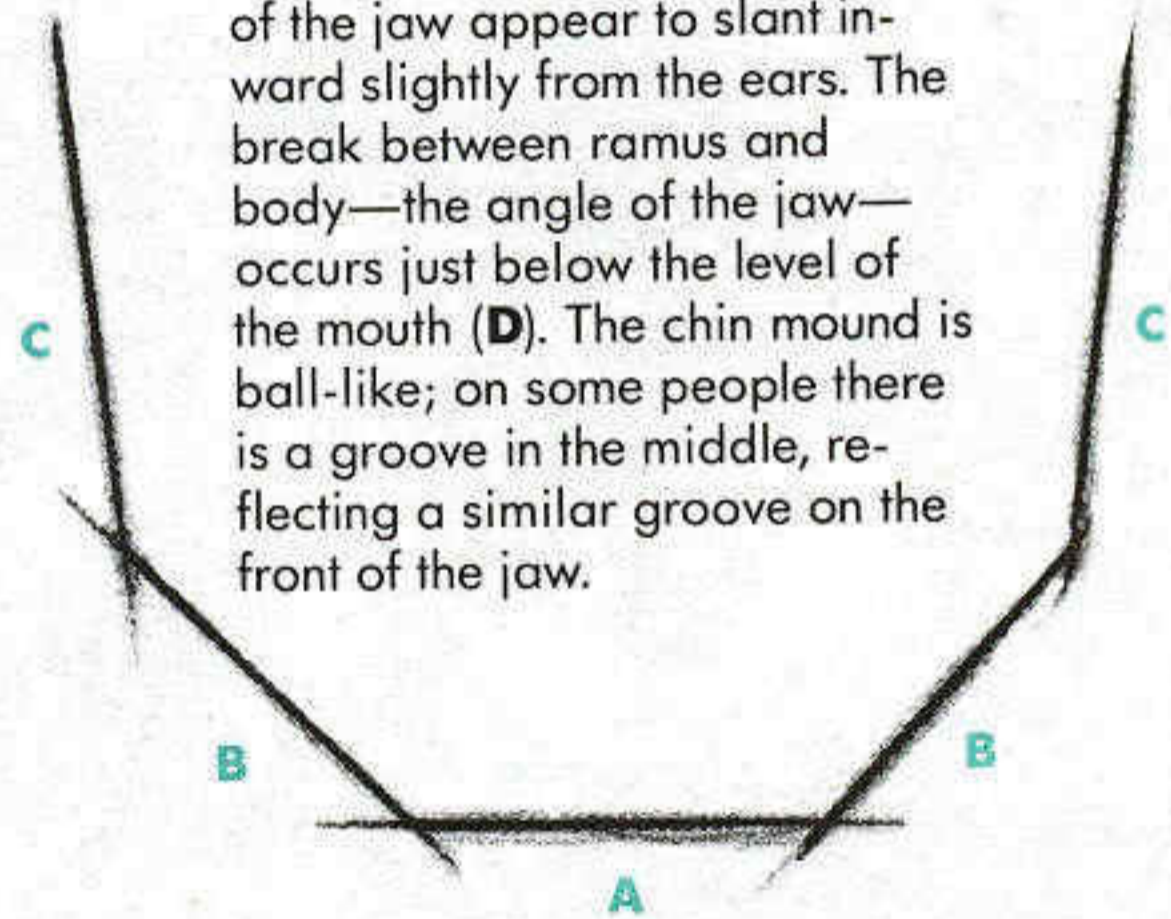 of the jaw appear to slant in-
ward slightly from the ears. The
break between ramus and
body—the angle of the jaw—
occurs just below the level of
the mouth (D). The chin mound is
ball-like; on some people there
is a groove in the middle, re-
flecting a similar groove on the
front of the jaw.
C
C
B
B
A